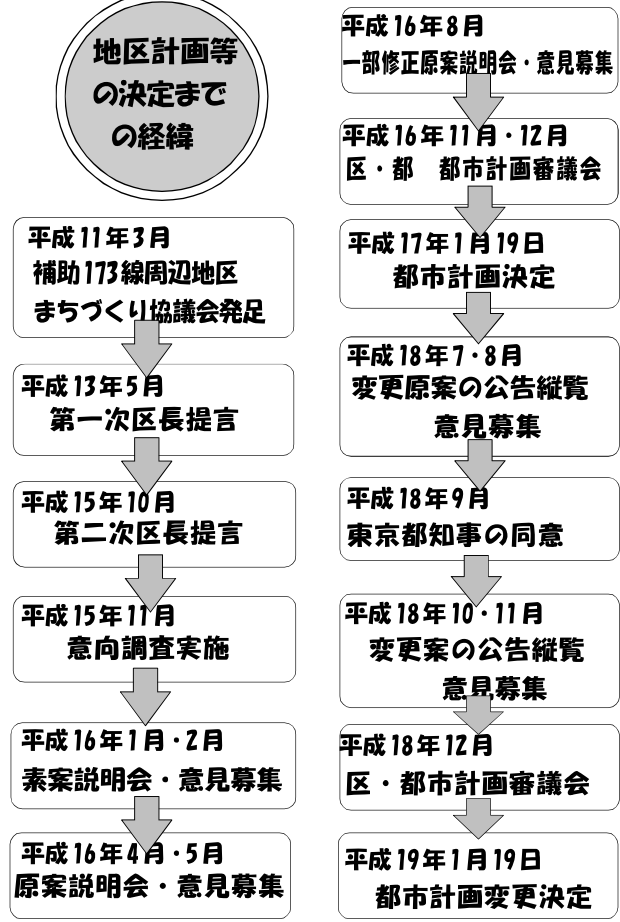 地区計画等
の決定まで
の経緯
平成11年3月
補助173線周辺地区
まちづくり協議会発足
平成13年5月
第一次区長提言
平成15年10月
第二次区長提言
平成15年11月
意向調査実施
平成16年1月・2月
素案説明会・意見募集
平成16年4月・5月
原案説明会・意見募集
平成16年8月
一部修正原案説明会・意見募集
平成16年11月・12月
区・都　都市計画審議会
平成17年1月19日
都市計画決定
平成18年7・8月
変更原案の公告縦覧
意見募集
平成18年9月
東京都知事の同意
平成18年10・11月
変更案の公告縦覧
意見募集
平成18年12月
区・都市計画審議会
平成19年1月19日
都市計画変更決定